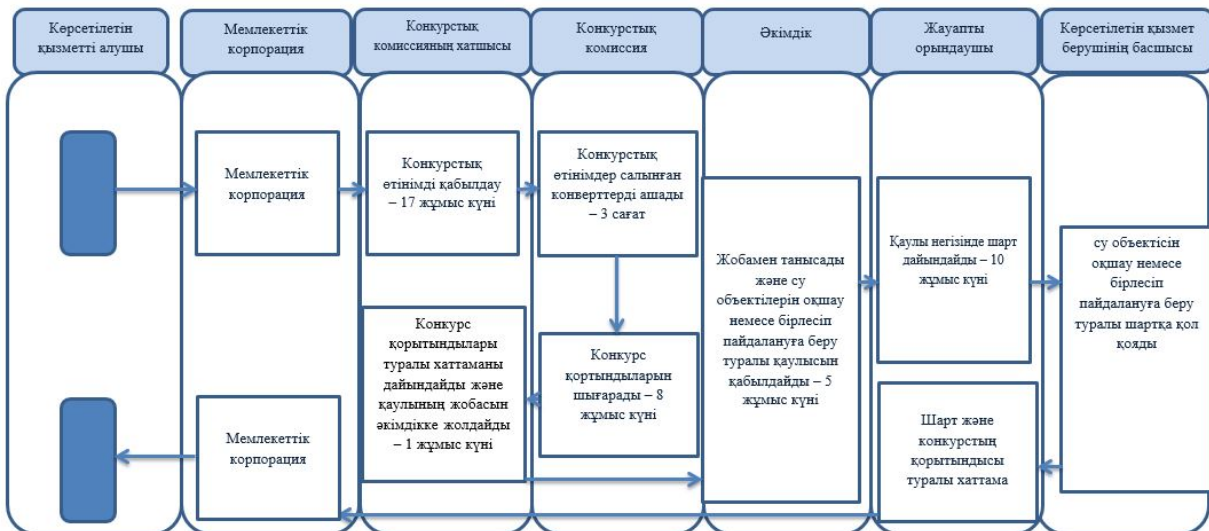 Көрсетілетін
қызметті алушы
Мемлекеттік
корпорация
Конкурстық
комиссияның хатшысы
Конкурстық
комиссия
Әкімдік
Жауапты
орындаушы
Көрсетілетін қызмет
берушінің басшысы
Мемлекеттік
корпорация
Конкурстық
өтінімді қабылдау
– 17 жұмыс күні
Конкурстық
өтінімдер салынған
конверттерді ашады
– 3 сағат
Жобамен танысады
және су
объектілерін оқшау
немесе бірлесіп
пайдалануға беру
туралы қаулысын
қабылдайды – 5
жұмыс күні
Қаулы негісінде шарт
дайындайды – 10
жұмыс күні
су объектісін
оқшау немесе
бірлесіп
пайдалануға беру
туралы шартқа қол
қояды
Конкурс
қорытындылары
туралы хаттаманы
дайындайды және
қаулының жобасын
әкімдікке жолдайды
– 1 жұмыс күні
Конкурс
қортындыларын
шығарады – 8
жұмыс күні
Мемлекеттік
корпорация
Шарт және
конкурстың
қорытындысы
туралы хаттама